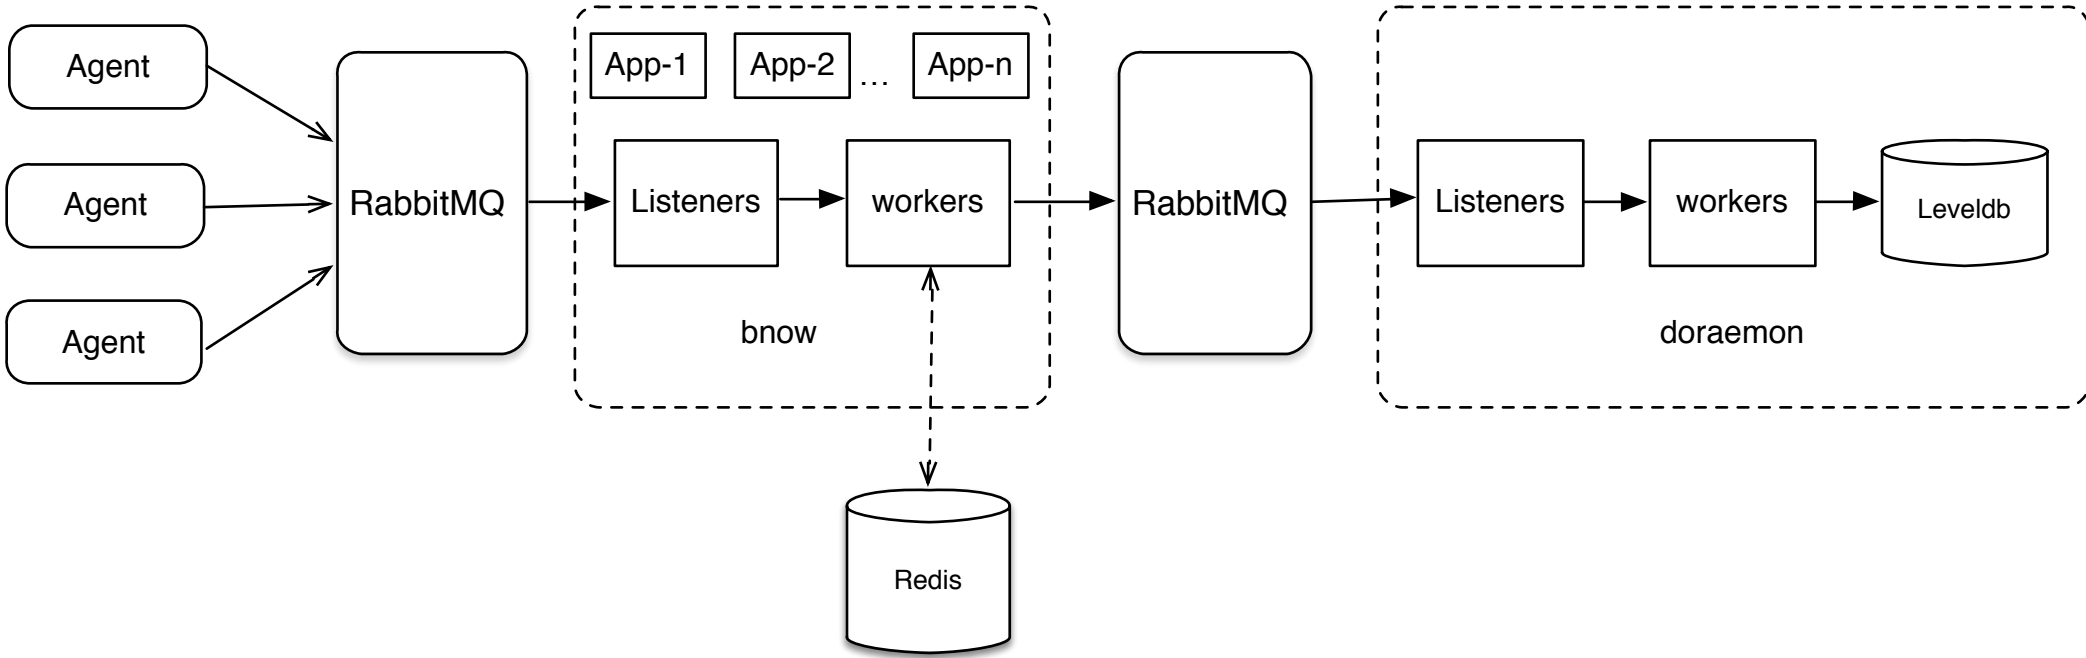 Agent
Agent
Agent
RabbitMQ
App-1
App-2
...
App-n
Listeners
workers
bnow
Redis
RabbitMQ
Listeners
workers
Leveldb
doraemon